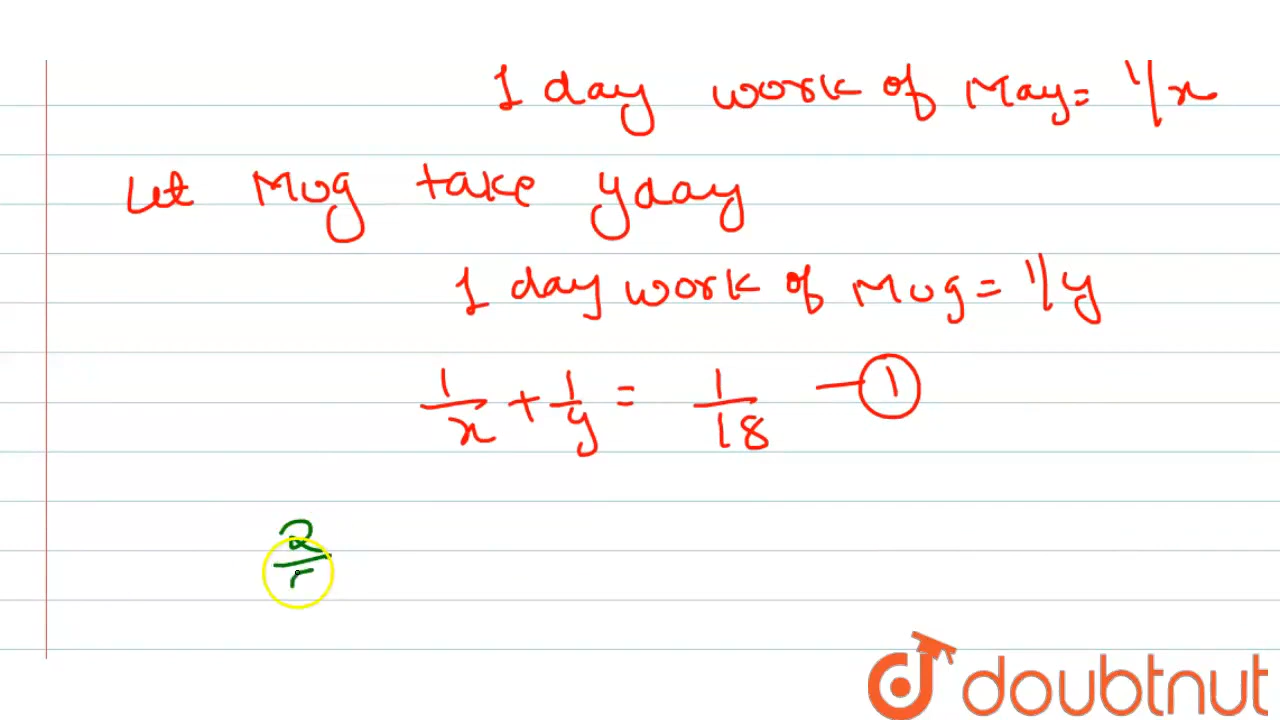 1 day work of May= 1/x
Let Mug take y day
1 day work of Mug= 1/y
1/x + 1/y = 1/18 — 1
2
doubtnut